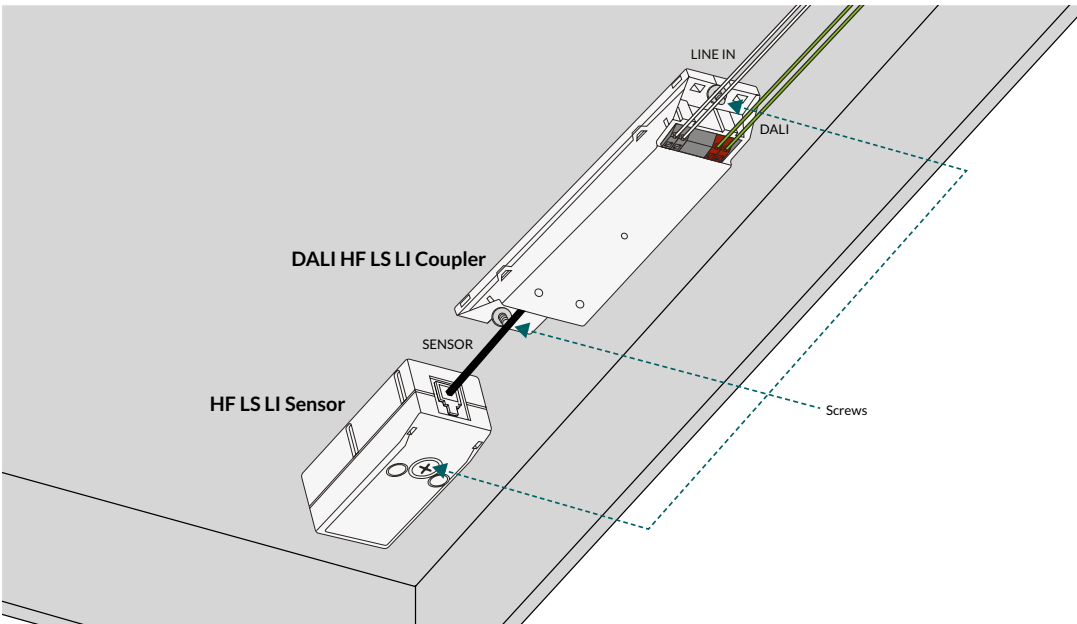 LINE IN
DALI
DALI HF LS LI Coupler
SENSOR
HF LS LI Sensor
Screws